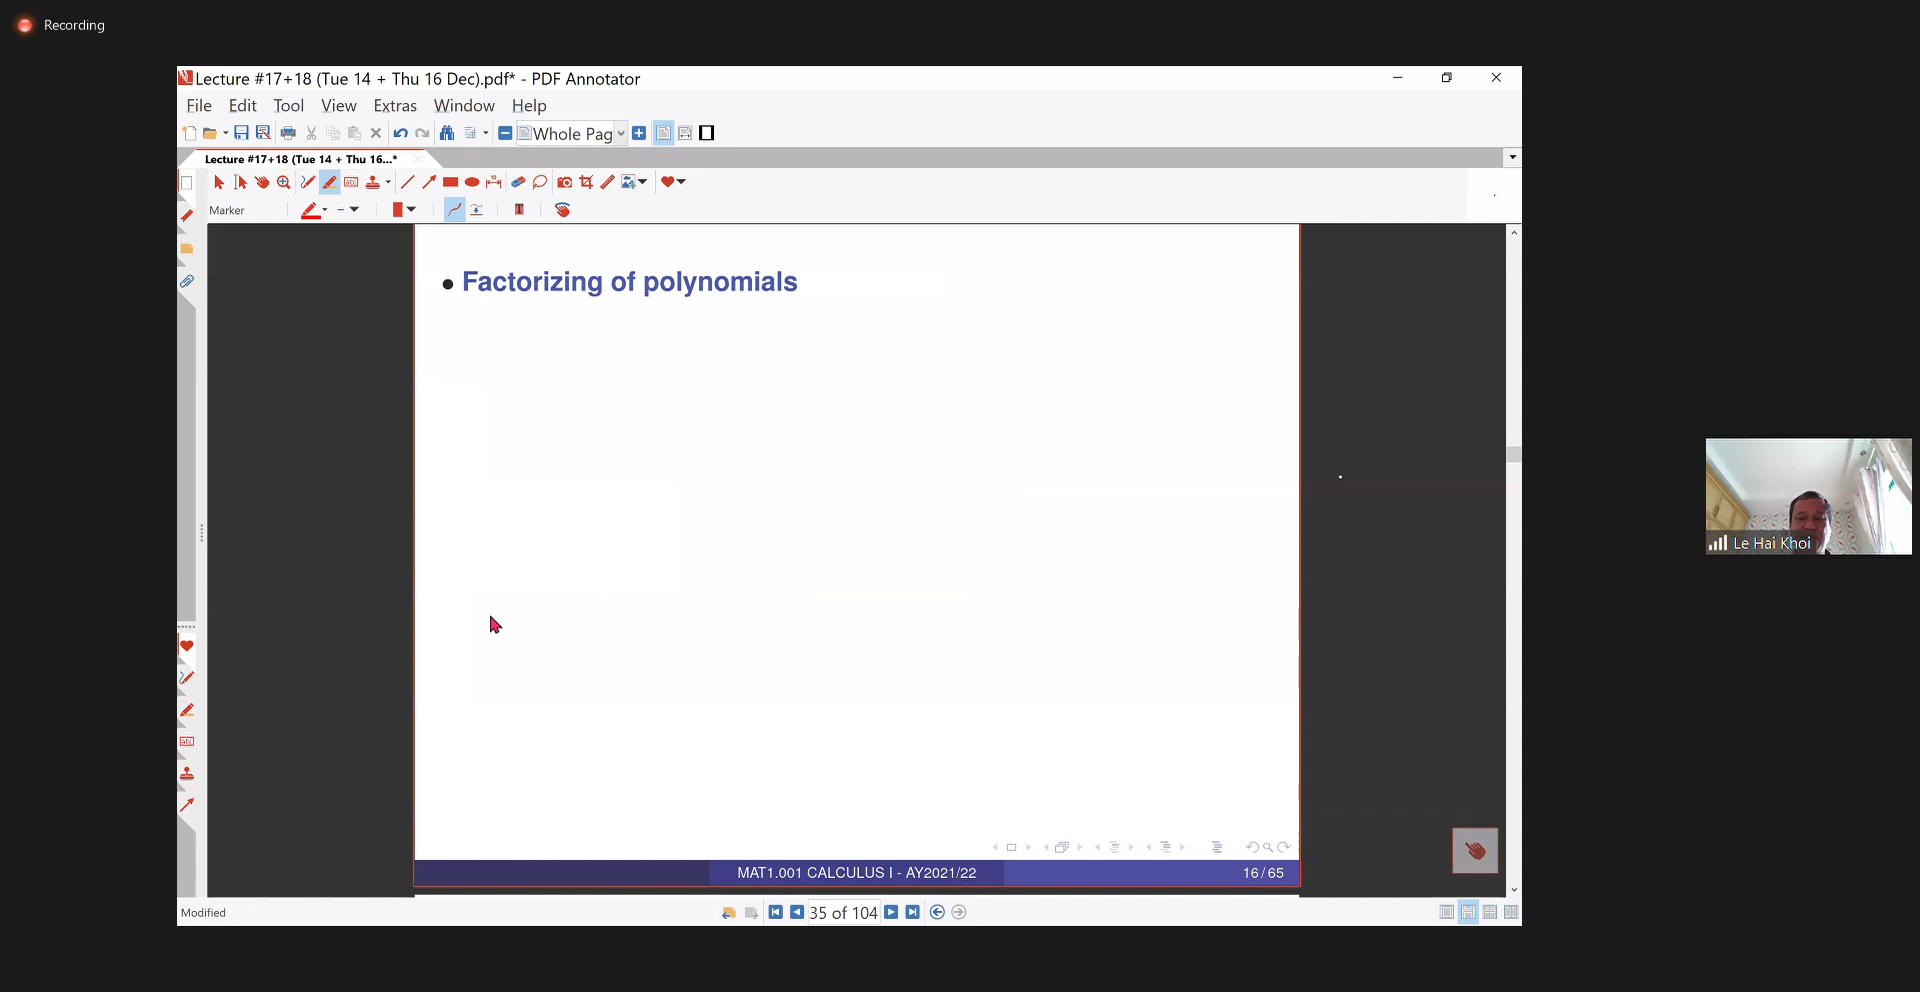 Recording
Lecture #17+18 (Tue 14 + Thu 16 Dec).pdf* - PDF Annotator
File Edit Tool View Extras Window Help
Whole Pag
Lecture #17+18 (Tue 14 + Thu 16...*
Marker
• Factorizing of polynomials
Le Hai Khoi
MAT1.001 CALCULUS I - AY2021/22
16/65
Modified
35 of 104